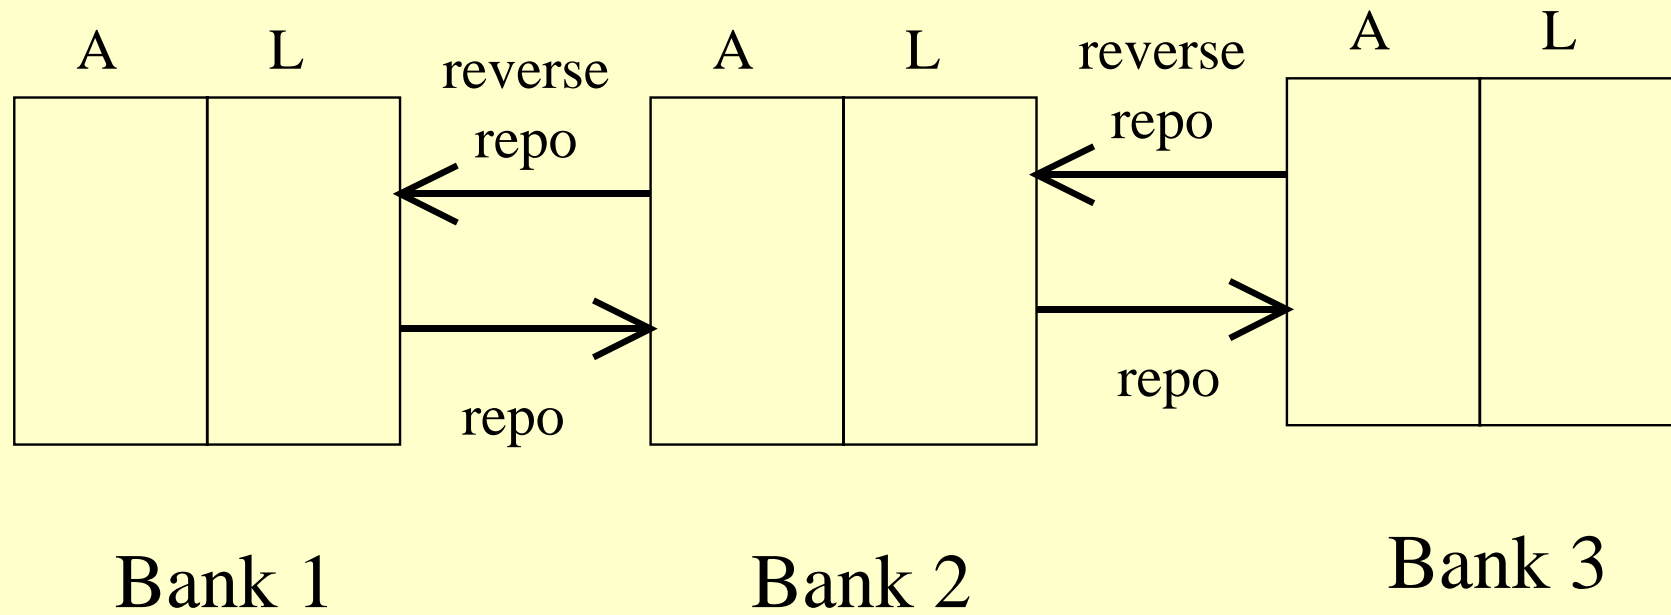 A L
reverse
repo
A L
reverse
repo
A L
repo
repo
Bank 1
Bank 2
Bank 3